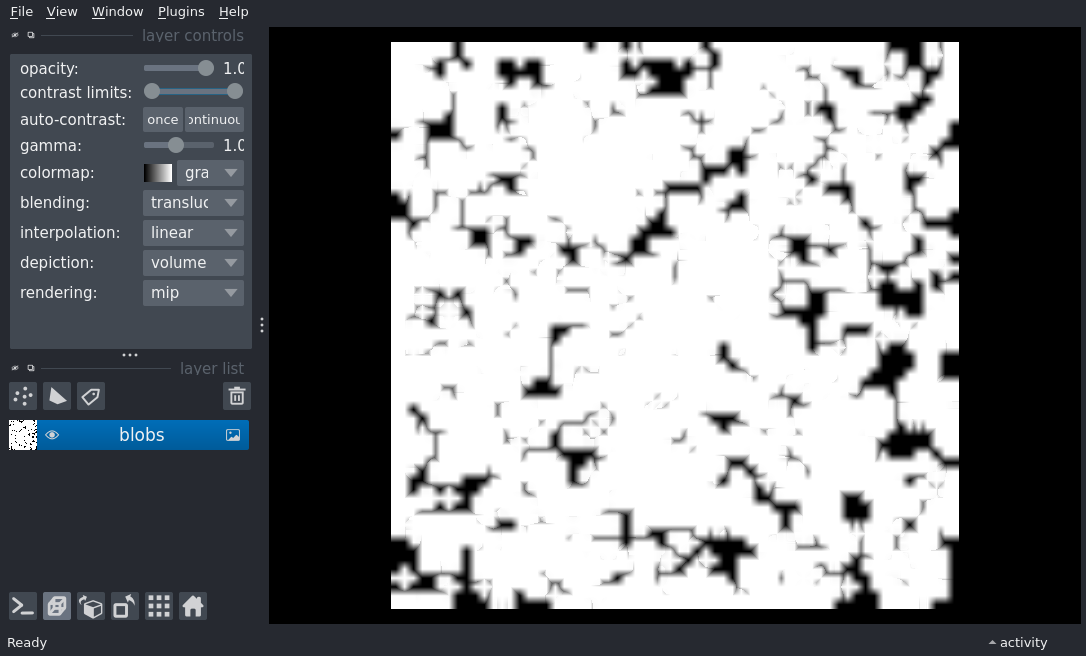 File View Window Plugins Help
layer controls
opacity: 1.0
contrast limits:
auto-contrast: once ontinuou
gamma: 1.0
colormap: gra
blending: transluc
interpolation: linear
depiction: volume
rendering: mip
layer list
blobs
Ready activity